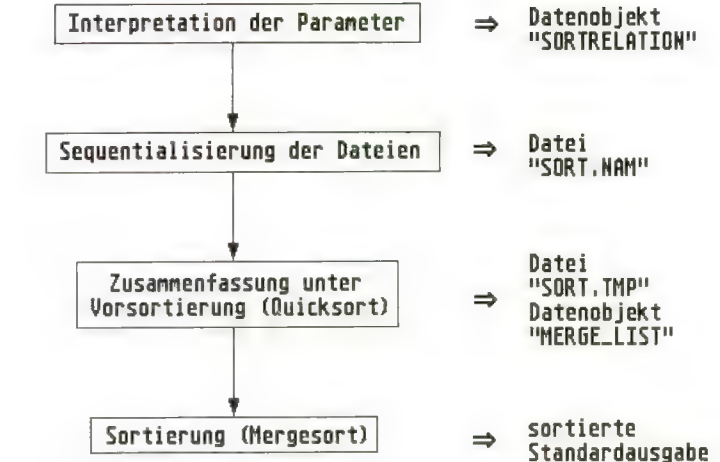 Interpretation der Parameter ⇒ Datenobjekt
"SORTRELATION"
Sequentialisierung der Dateien ⇒ Datei
"SORT.NAM"
Zusammenfassung unter
Vorsortierung (Quicksort)
⇒
Datei
"SORT.TMP"
Datenobjekt
"MERGE_LIST"
Sortierung (Mergesort) ⇒ sortierte
Standardausgabe